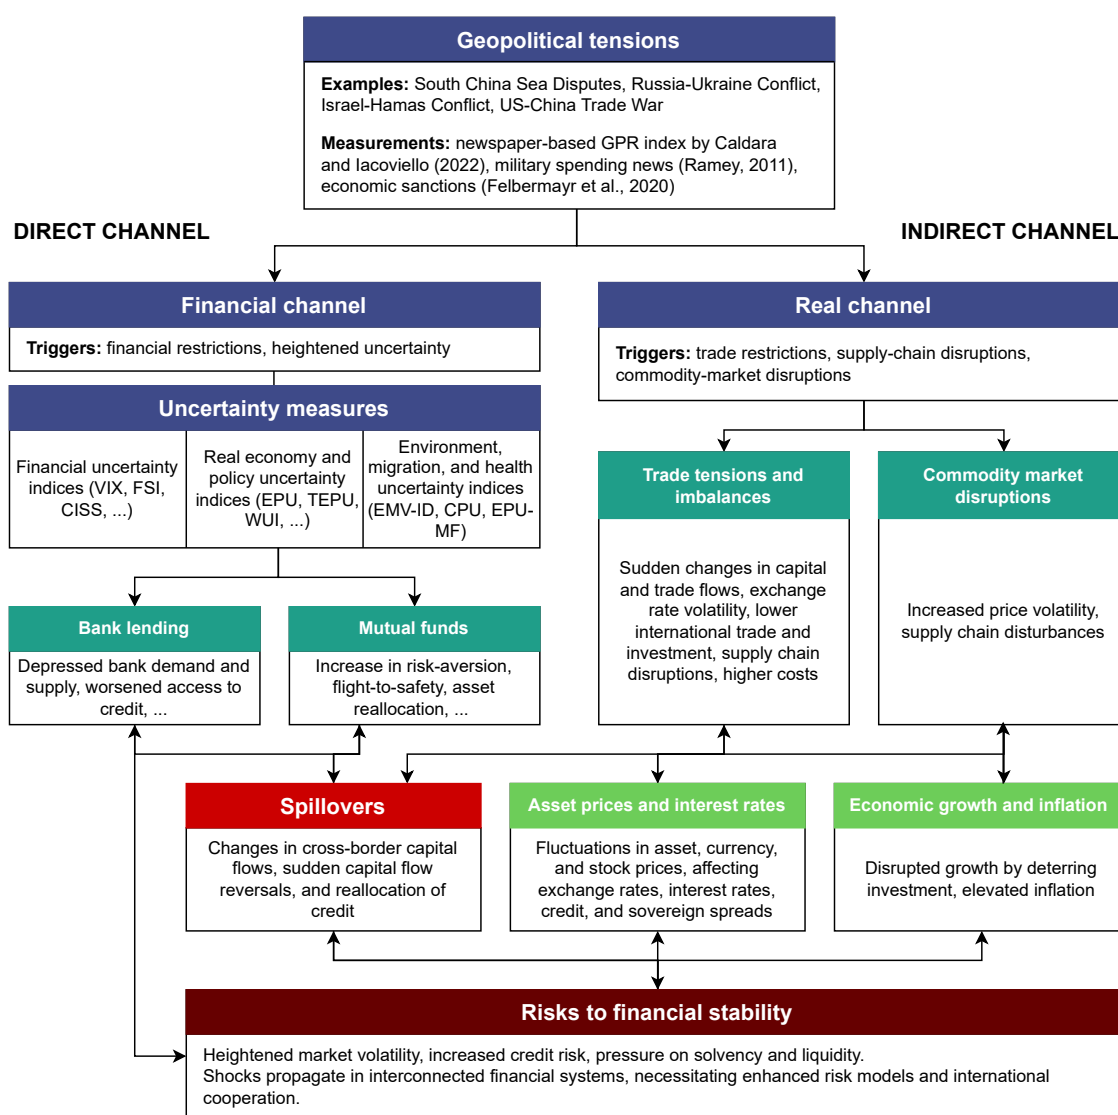 Geopolitical tensions
Examples: South China Sea Disputes, Russia-Ukraine Conflict,
Israel-Hamas Conflict, US-China Trade War
Measurements: newspaper-based GPR index by Caldara
and Iacoviello (2022), military spending news (Ramey, 2011),
economic sanctions (Felbermayr et al., 2020)
DIRECT CHANNEL
INDIRECT CHANNEL
Financial channel
Triggers: financial restrictions, heightened uncertainty
Real channel
Triggers: trade restrictions, supply-chain disruptions,
commodity-market disruptions
Uncertainty measures
Financial uncertainty
indices (VIX, FSI,
CISS, ...)
Real economy and
policy uncertainty
indices (EPU, TEPU,
WUI, ...)
Environment,
migration, and health
uncertainty indices
(EMV-ID, CPU, EPU-
MF)
Trade tensions and
imbalances
Sudden changes in capital
and trade flows, exchange
rate volatility, lower
international trade and
investment, supply chain
disruptions, higher costs
Commodity market
disruptions
Increased price volatility,
supply chain disturbances
Bank lending
Depressed bank demand and
supply, worsened access to
credit, ...
Mutual funds
Increase in risk-aversion,
flight-to-safety, asset
reallocation, ...
Spillovers
Changes in cross-border capital
flows, sudden capital flow
reversals, and reallocation of
credit
Asset prices and interest rates
Fluctuations in asset, currency,
and stock prices, affecting
exchange rates, interest rates,
credit, and sovereign spreads
Economic growth and inflation
Disrupted growth by deterring
investment, elevated inflation
Risks to financial stability
Heightened market volatility, increased credit risk, pressure on solvency and liquidity.
Shocks propagate in interconnected financial systems, necessitating enhanced risk models and international
cooperation.